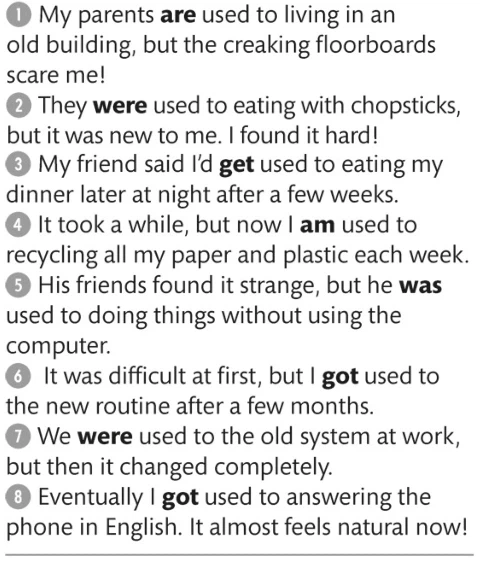 1 My parents are used to living in an
old building, but the creaking floorboards
scare me!
2 They were used to eating with chopsticks,
but it was new to me. I found it hard!
3 My friend said I'd get used to eating my
dinner later at night after a few weeks.
4 It took a while, but now I am used to
recycling all my paper and plastic each week.
5 His friends found it strange, but he was
used to doing things without using the
computer.
6 It was difficult at first, but I got used to
the new routine after a few months.
7 We were used to the old system at work,
but then it changed completely.
8 Eventually I got used to answering the
phone in English. It almost feels natural now!